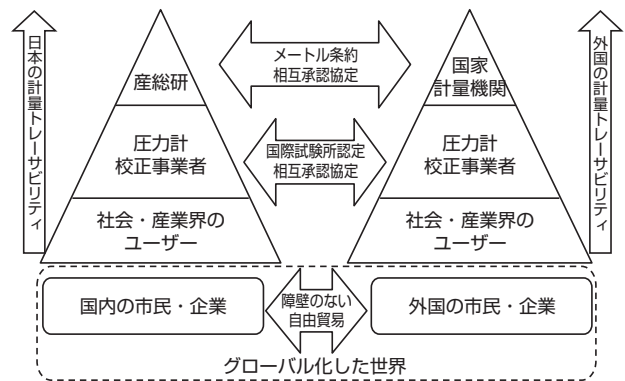 日本の計量トレーサビリティ
産総研
圧力計
校正事業者
社会・産業界の
ユーザー
メートル条約
相互承認協定
国際試験所認定
相互承認協定
国家
計量機関
圧力計
校正事業者
社会・産業界の
ユーザー
外国の計量トレーサビリティ
国内の市民・企業
障壁のない
自由貿易
外国の市民・企業
グローバル化した世界